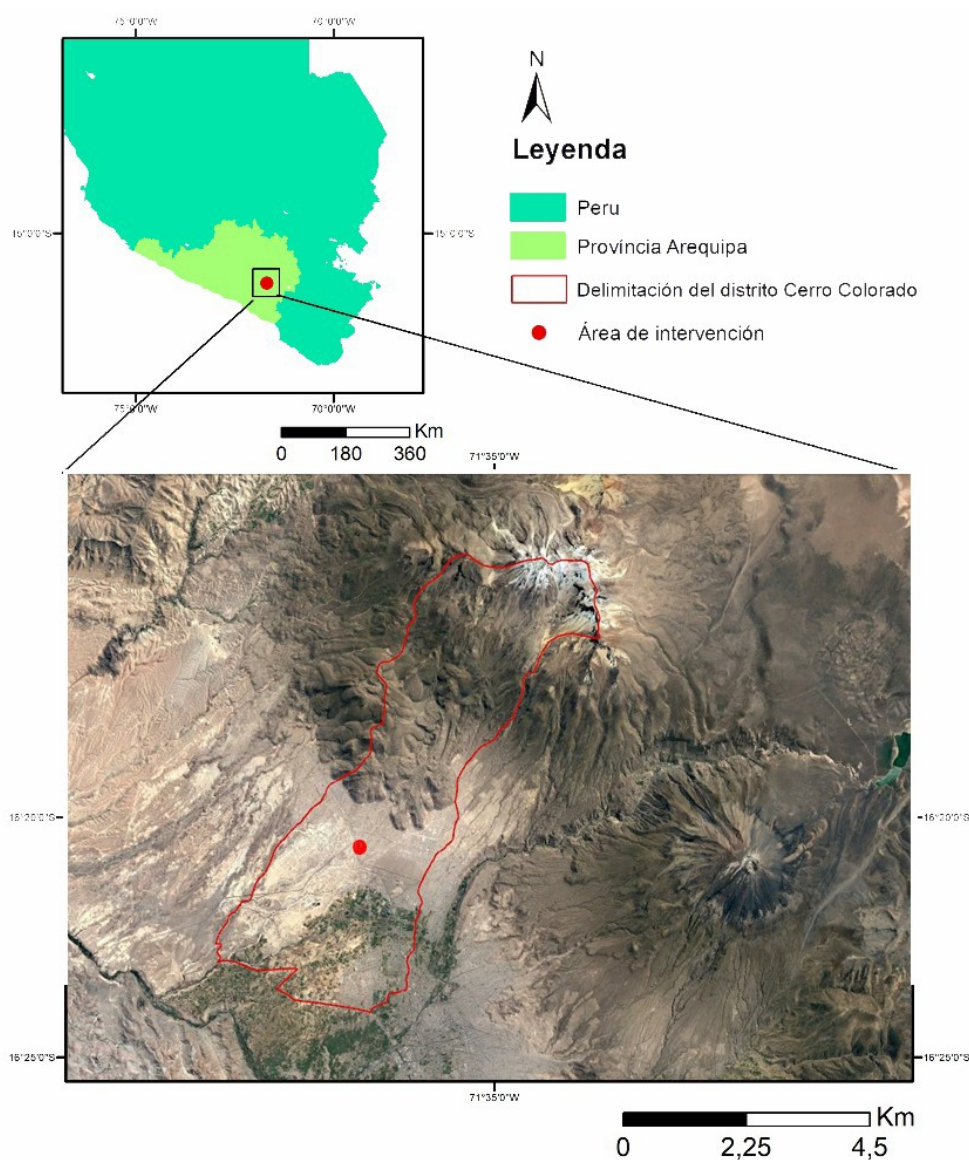 75°0'0"W 70°0'0"W
N
Leyenda
Peru
Província Arequipa
Delimitación del distrito Cerro Colorado
Área de intervención
15°0'0"S 15°0'0"S
75°0'0"W 70°0'0"W
Km
0 180 360
71°35'0"W
16°20'0"S 16°20'0"S
16°25'0"S 16°25'0"S
71°35'0"W
Km
0 2,25 4,5